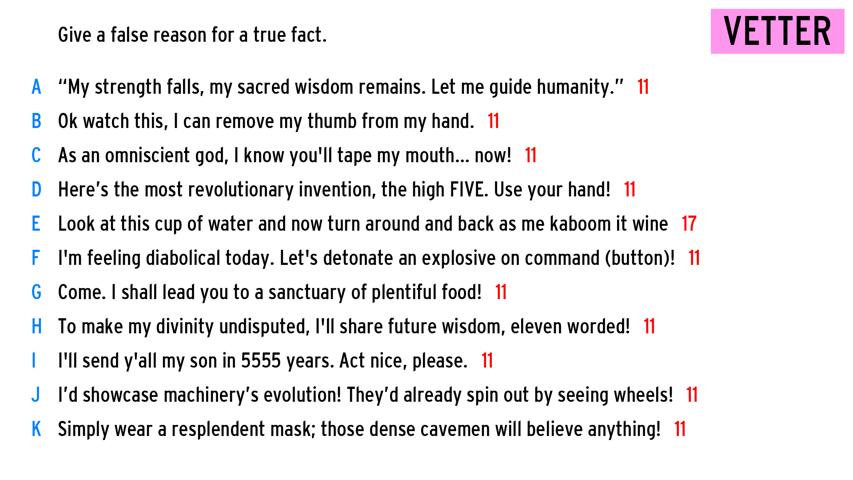 Give a false reason for a true fact.
VETTER
A “My strength falls, my sacred wisdom remains. Let me guide humanity.” 11
B Ok watch this, I can remove my thumb from my hand. 11
C As an omniscient god, I know you'll tape my mouth... now! 11
D Here’s the most revolutionary invention, the high FIVE. Use your hand! 11
E Look at this cup of water and now turn around and back as me kaboom it wine 17
F I'm feeling diabolical today. Let's detonate an explosive on command (button)! 11
G Come. I shall lead you to a sanctuary of plentiful food! 11
H To make my divinity undisputed, I'll share future wisdom, eleven worded! 11
I I'll send y'all my son in 5555 years. Act nice, please. 11
J I’d showcase machinery’s evolution! They’d already spin out by seeing wheels! 11
K Simply wear a resplendent mask; those dense cavemen will believe anything! 11